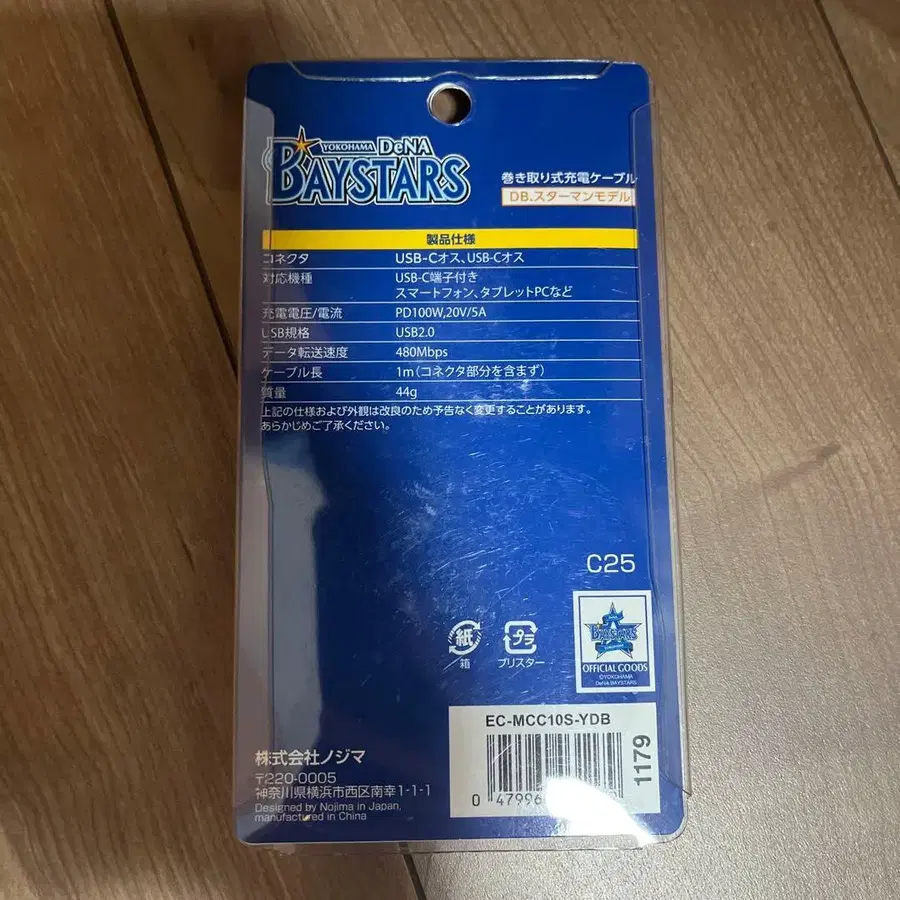 YOKOHAMA DeNA
BAYSTARS
巻き取り式充電ケーブル
DB.スターマンモデル
製品仕様
コネクタ USB-Cオス、USB-Cオス
対応機種 USB-C端子付き
スマートフォン、タブレットPCなど
充電電圧/電流 PD100W,20V/5A
USB規格 USB2.0
データ転送速度 480Mbps
ケーブル長 1m(コネクタ部分を含まず)
質量 44g
上記の仕様および外観は改良のため予告なく変更することがあります。
あらかじめご了承ください。
C25
紙
箱
プラ
ブリスター
BAYSTARS
YOKOHAMA
OFFICIAL GOODS
©YOKOHAMA
DeNA BAYSTARS
EC-MCC10S-YDB
1179
0 47996
株式会社ノジマ
〒220-0005
神奈川県横浜市西区南幸1-1-1
Designed by Nojima in Japan,
manufactured in China